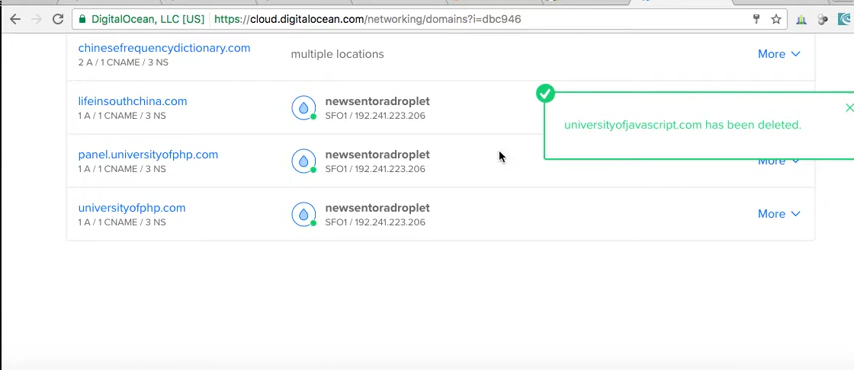 DigitalOcean, LLC [US] https://cloud.digitalocean.com/networking/domains?i=dbc946
chinesefrequencydictionary.com
2 A / 1 CNAME / 3 NS
multiple locations
More
lifeinsouthchina.com
1 A / 1 CNAME / 3 NS
newsentoradroplet
SFO1 / 192.241.223.206
universityofjavascript.com has been deleted.
panel.universityofphp.com
1 A / 1 CNAME / 3 NS
newsentoradroplet
SFO1 / 192.241.223.206
More
universityofphp.com
1 A / 1 CNAME / 3 NS
newsentoradroplet
SFO1 / 192.241.223.206
More